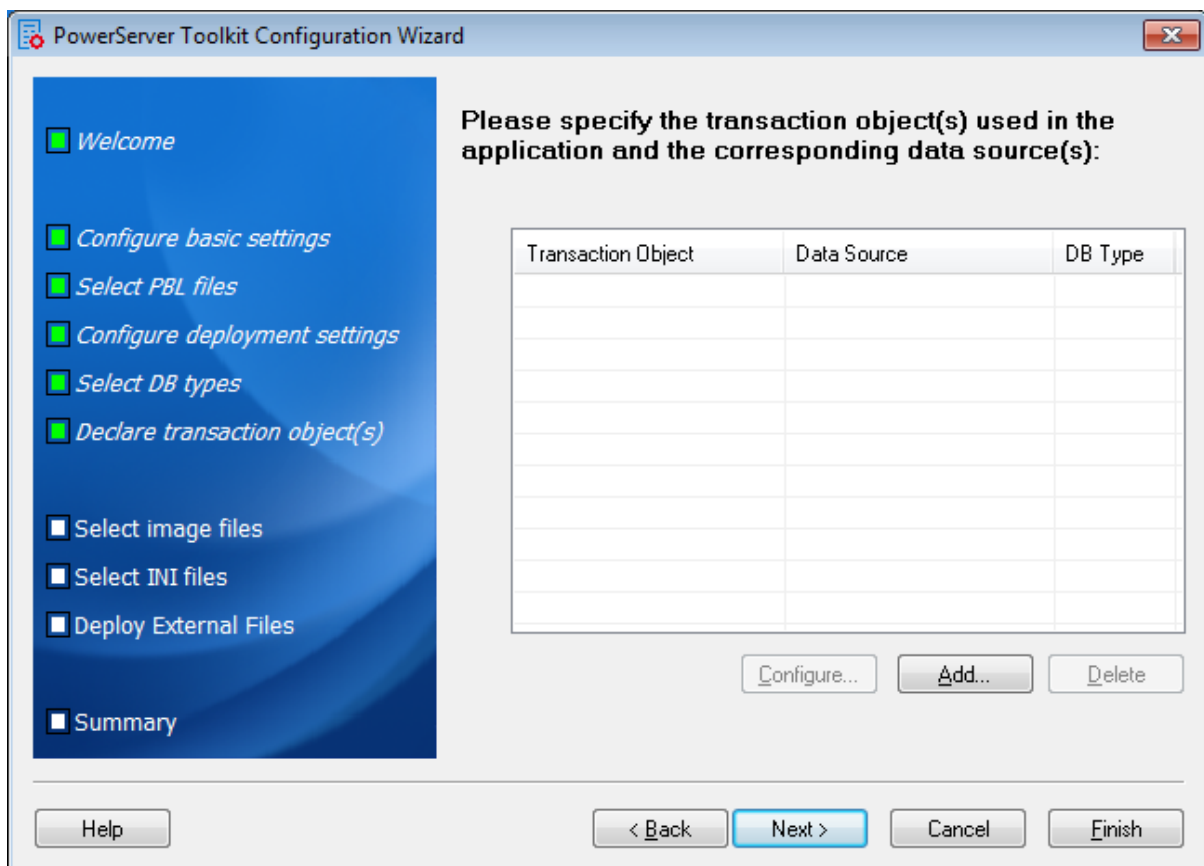 PowerServer Toolkit Configuration Wizard
Welcome
Configure basic settings
Select PBL files
Configure deployment settings
Select DB types
Declare transaction object(s)
Select image files
Select INI files
Deploy External Files
Summary
Please specify the transaction object(s) used in the
application and the corresponding data source(s):
Transaction Object Data Source DB Type
Configure... Add... Delete
Help < Back Next > Cancel Finish